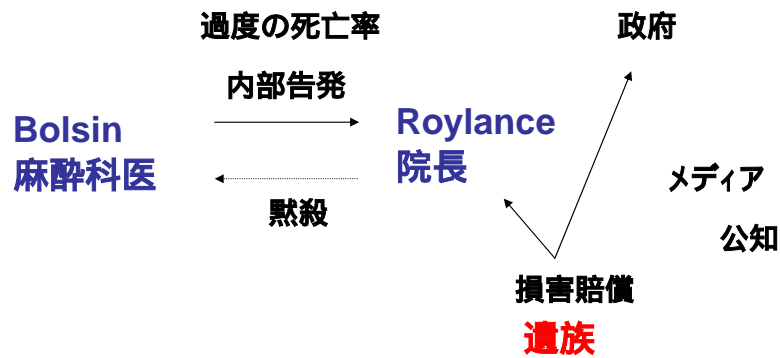 過度の死亡率
政府
内部告発
Bolsin
麻酔科医
Roylance
院長
メディア
黙殺
公知
損害賠償
遺族